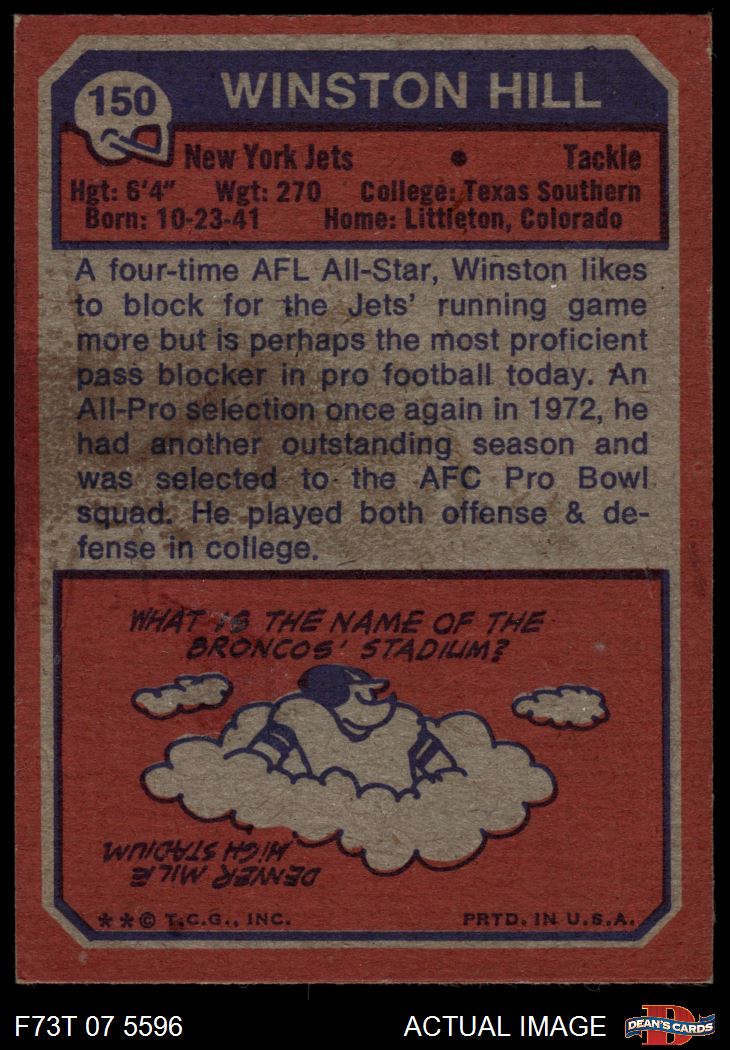 150
WINSTON HILL
New York Jets • Tackle
Hgt: 6'4" Wgt: 270 College: Texas Southern
Born: 10-23-41 Home: Littleton, Colorado
A four-time AFL All-Star, Winston likes
to block for the Jets' running game
more but is perhaps the most proficient
pass blocker in pro football today. An
All-Pro selection once again in 1972, he
had another outstanding season and
was selected to the AFC Pro Bowl
squad. He played both offense & de-
fense in college.
WHAT IS THE NAME OF THE
BRONCOS' STADIUM?
DENVER MILE
HIGH STADIUM
**© T.C.G., INC. PRTD. IN U.S.A.
F73T 07 5596 ACTUAL IMAGE
D
DEAN'S CARDS